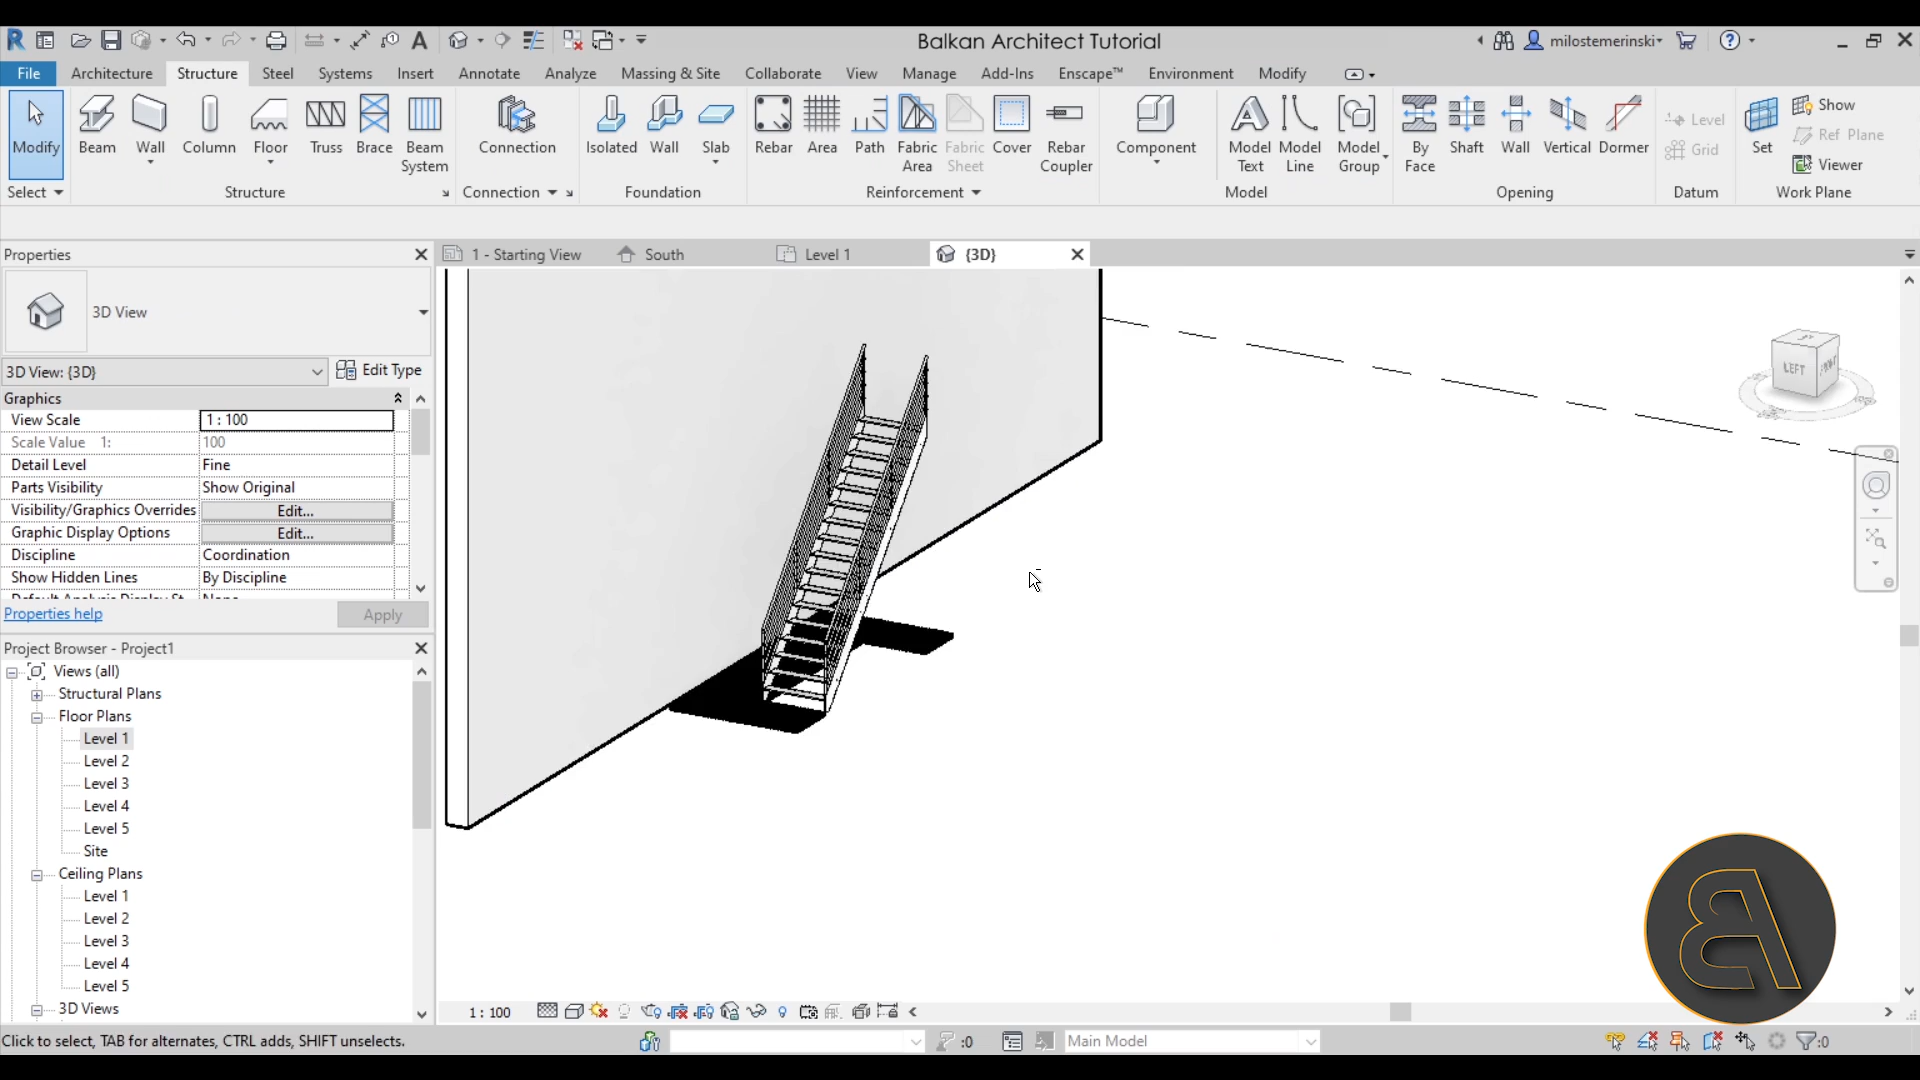 Balkan Architect Tutorial
milostemerinski
File Architecture Structure Steel Systems Insert Annotate Analyze Massing & Site Collaborate View Manage Add-Ins Enscape™ Environment Modify
Modify Beam Wall Column Floor Truss Brace Beam System Connection Isolated Wall Slab Rebar Area Path Fabric Area Fabric Sheet Cover Rebar Coupler Component Model Text Model Line Model Group By Face Shaft Wall Vertical Dormer Level Grid Set Show Ref Plane Viewer
Select Structure Connection Foundation Reinforcement Model Opening Datum Work Plane
Properties
1 - Starting View South Level 1 {3D}
3D View
3D View: {3D} Edit Type
Graphics
View Scale 1 : 100
Scale Value 1: 100
Detail Level Fine
Parts Visibility Show Original
Visibility/Graphics Overrides Edit...
Graphic Display Options Edit...
Discipline Coordination
Show Hidden Lines By Discipline
Properties help Apply
LEFT
Project Browser - Project1
Views (all)
Structural Plans
Floor Plans
Level 1
Level 2
Level 3
Level 4
Level 5
Site
Ceiling Plans
Level 1
Level 2
Level 3
Level 4
Level 5
3D Views
1 : 100
Click to select, TAB for alternates, CTRL adds, SHIFT unselects.
:0
Main Model
:0